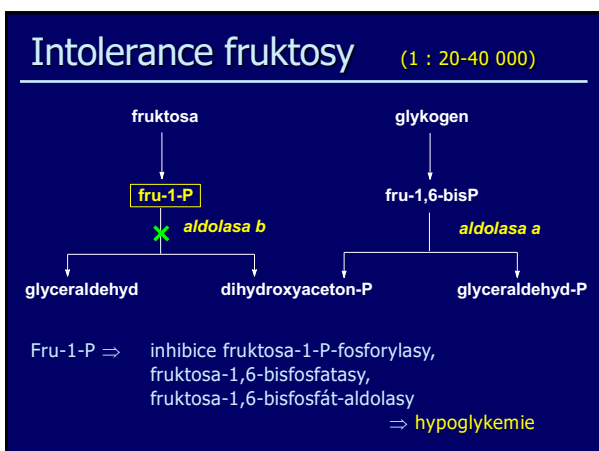 Intolerance fruktosy (1 : 20-40 000)
fruktosa glykogen
fru-1-P fru-1,6-bisP
aldolasa b aldolasa a
glyceraldehyd dihydroxyaceton-P glyceraldehyd-P
Fru-1-P ⇒ inhibice fruktosa-1-P-fosforylasy,
fruktosa-1,6-bisfosfatasy,
fruktosa-1,6-bisfosfát-aldolasy
⇒ hypoglykemie